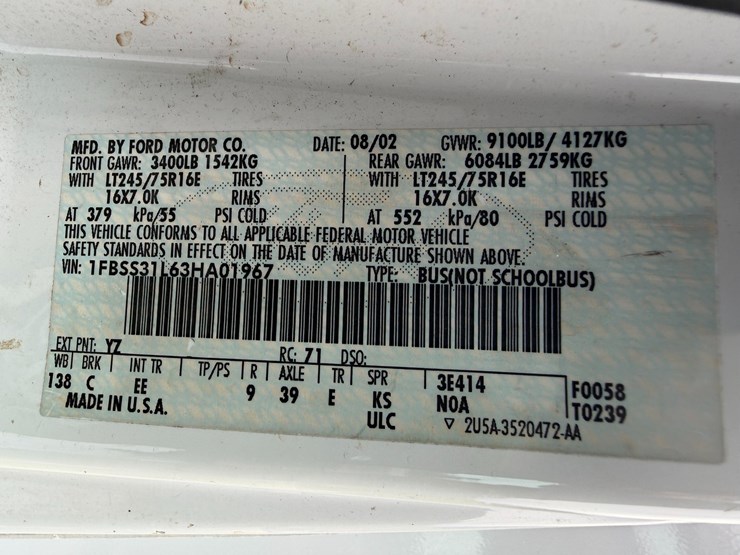 MFD. BY FORD MOTOR CO. DATE: 08/02 GVWR: 9100LB/ 4127KG
FRONT GAWR: 3400LB 1542KG REAR GAWR: 6084LB 2759KG
WITH LT245/75R16E TIRES WITH LT245/75R16E TIRES
16X7.0K RIMS 16X7.0K RIMS
AT 379 kPa/55 PSI COLD AT 552 kPa/80 PSI COLD
THIS VEHICLE CONFORMS TO ALL APPLICABLE FEDERAL MOTOR VEHICLE
SAFETY STANDARDS IN EFFECT ON THE DATE OF MANUFACTURE SHOWN ABOVE.
VIN: 1FBSS31L63HA01967 TYPE: BUS(NOT SCHOOLBUS)
EXT PNT: YZ RC: 71 DSO:
WB BRK INT TR TP/PS R AXLE TR SPR 3E414 F0058
138 C EE 9 39 E KS NOA T0239
MADE IN U.S.A. ULC ▽ 2U5A-3520472-AA